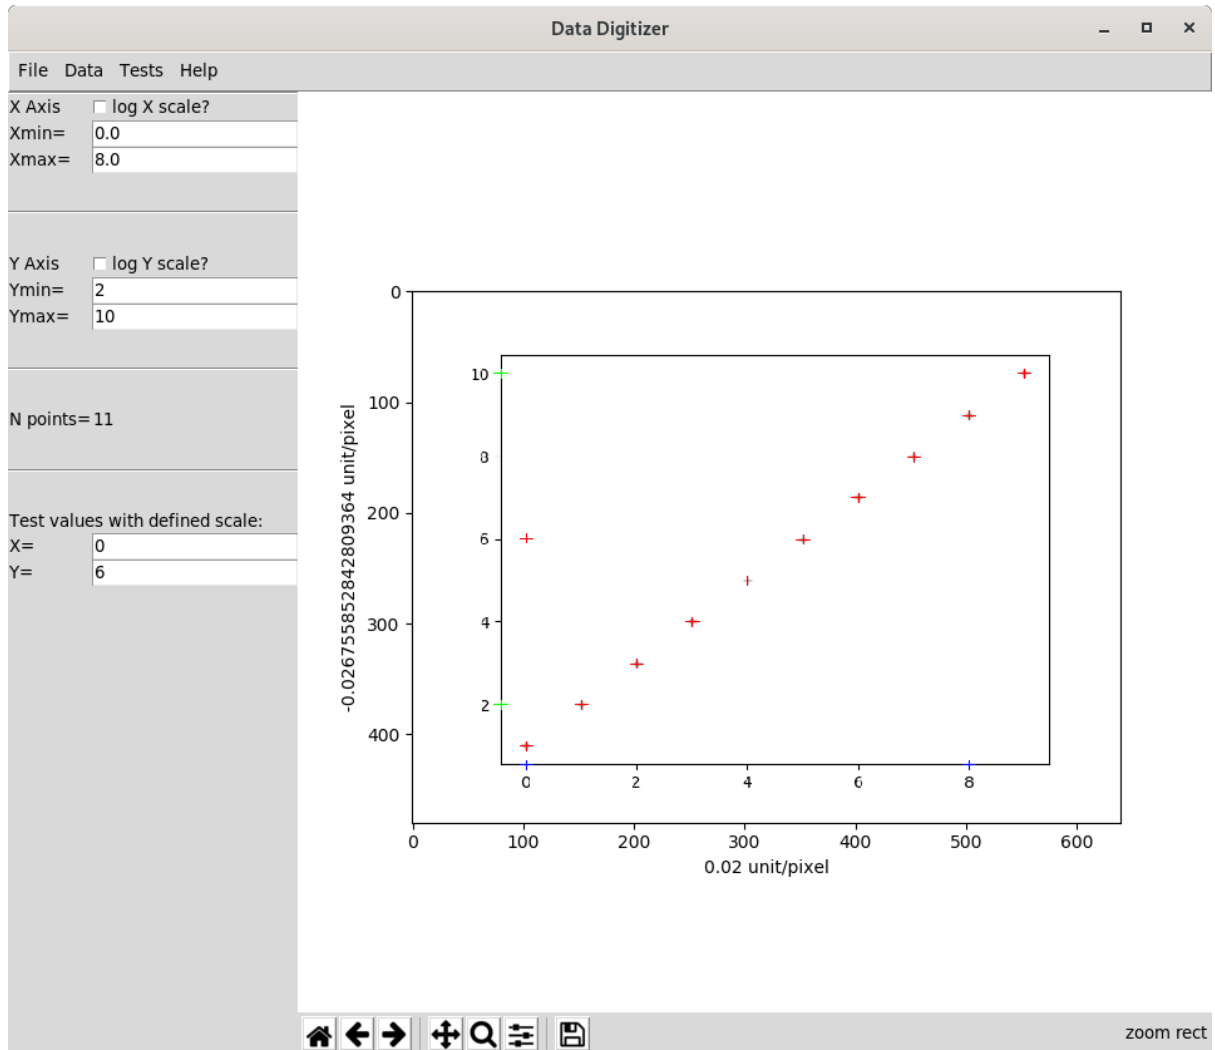 Data Digitizer
File Data Tests Help
X Axis log X scale?
Xmin= 0.0
Xmax= 8.0
Y Axis log Y scale?
Ymin= 2
Ymax= 10
N points= 11
Test values with defined scale:
X= 0
Y= 6
0
100
200
300
400
-0.0267558528428093​64 unit/pixel
10
8
6
4
2
0 2 4 6 8
0 100 200 300 400 500 600
0.02 unit/pixel
zoom rect